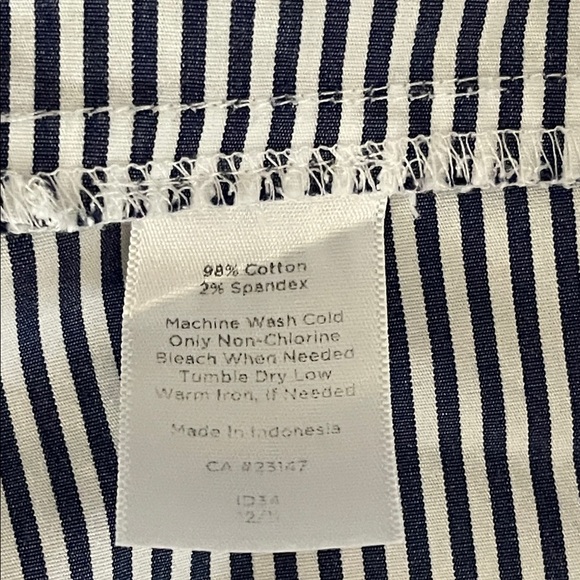 98% Cotton
2% Spandex
Machine Wash Cold
Only Non-Chlorine
Bleach When Needed
Tumble Dry Low
Warm Iron, if Needed
Made in Indonesia
CA #23147
ID34